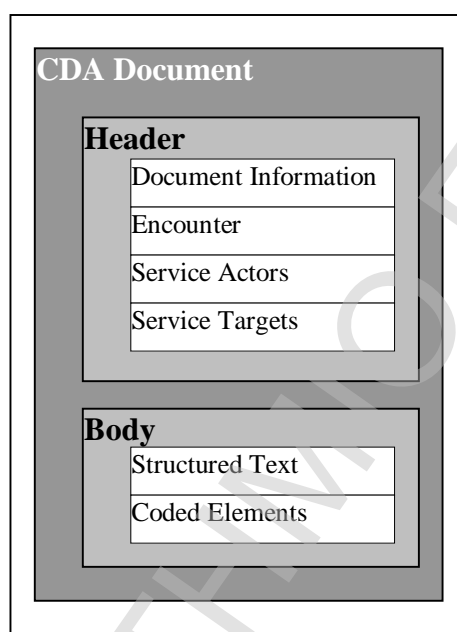 CDA Document
Header
Document Information
Encounter
Service Actors
Service Targets
Body
Structured Text
Coded Elements